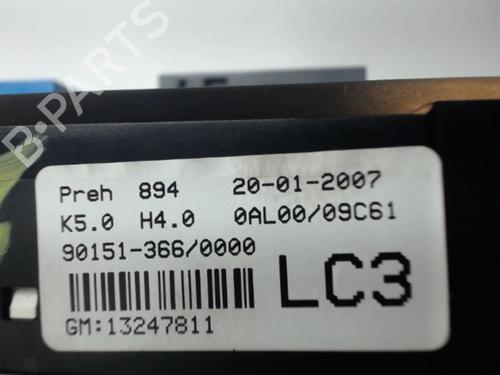 B-PARTS
Preh 894 20-01-2007
K5.0 H4.0 0AL00/09C61
90151-366/0000
LC3
GM:13247811